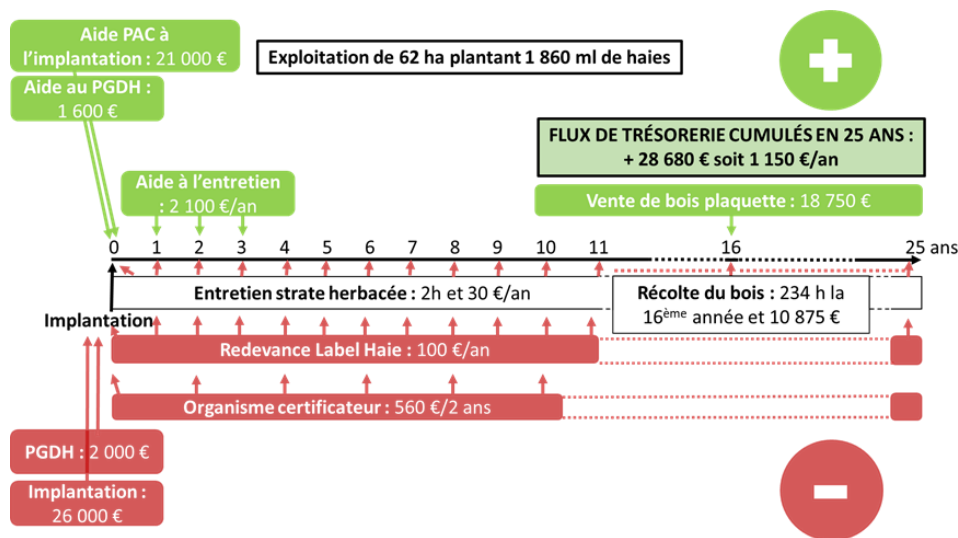 Aide PAC à
l'implantation : 21 000 €
Exploitation de 62 ha plantant 1 860 ml de haies
Aide au PGDH :
1 600 €
FLUX DE TRÉSORERIE CUMULÉS EN 25 ANS :
+ 28 680 € soit 1 150 €/an
Aide à l'entretien
: 2 100 €/an
Vente de bois plaquette : 18 750 €
0 1 2 3 4 5 6 7 8 9 10 11 16 25 ans
Entretien strate herbacée : 2h et 30 €/an
Récolte du bois : 234 h la
16ème année et 10 875 €
Implantation
Redevance Label Haie : 100 €/an
Organisme certificateur : 560 €/2 ans
PGDH : 2 000 €
Implantation :
26 000 €